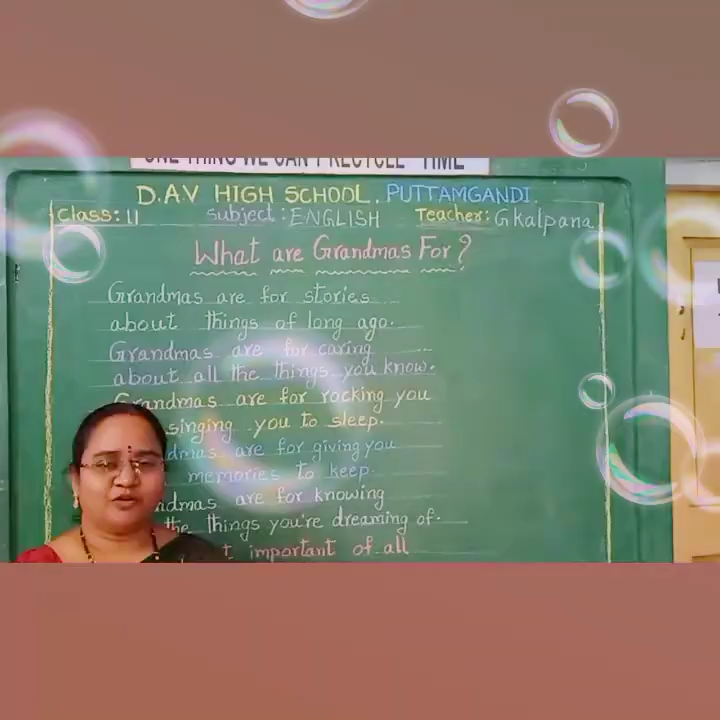 D.A.V HIGH SCHOOL, PUTTAMGANDI.
Class: II Subject: ENGLISH Teacher: G Kalpana
What are Grandmas For?
Grandmas are for stories
about things of long ago.
Grandmas are for caring
about all the things you know.
Grandmas are for rocking you
singing you to sleep.
are for giving you
memories to keep.
are for knowing
the things you're dreaming of.
important of all